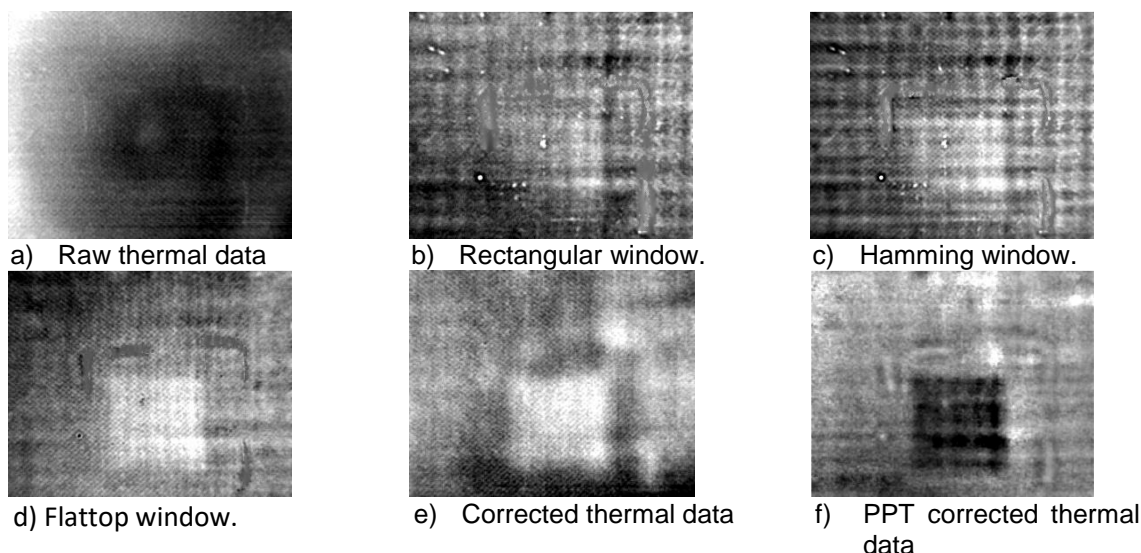 a) Raw thermal data
b) Rectangular window.
c) Hamming window.
d) Flattop window.
e) Corrected thermal data
f) PPT corrected thermal
data